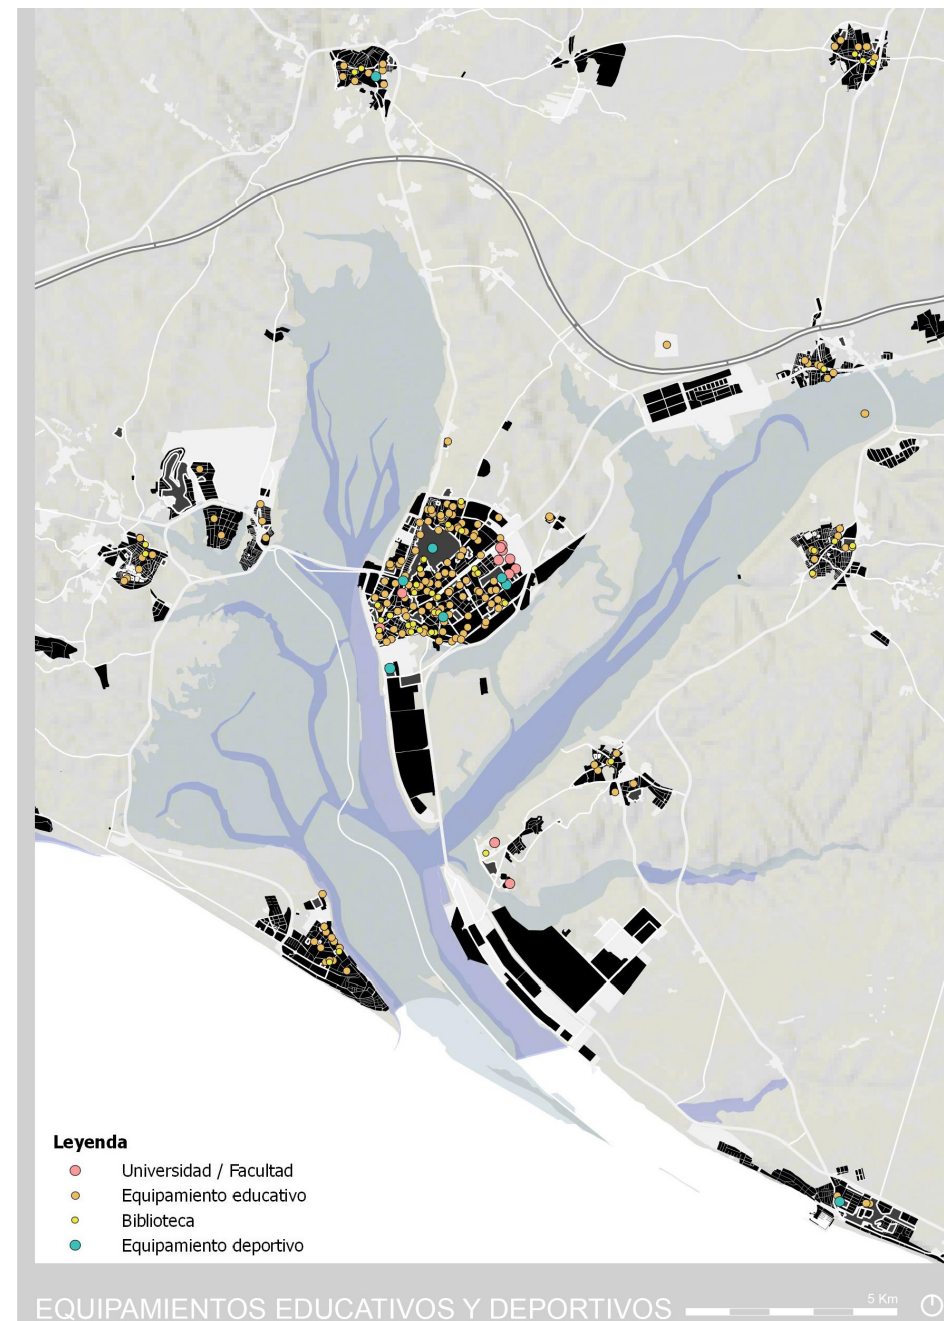 Leyenda
Universidad / Facultad
Equipamiento educativo
Biblioteca
Equipamiento deportivo
5 Km
EQUIPAMIENTOS EDUCATIVOS Y DEPORTIVOS